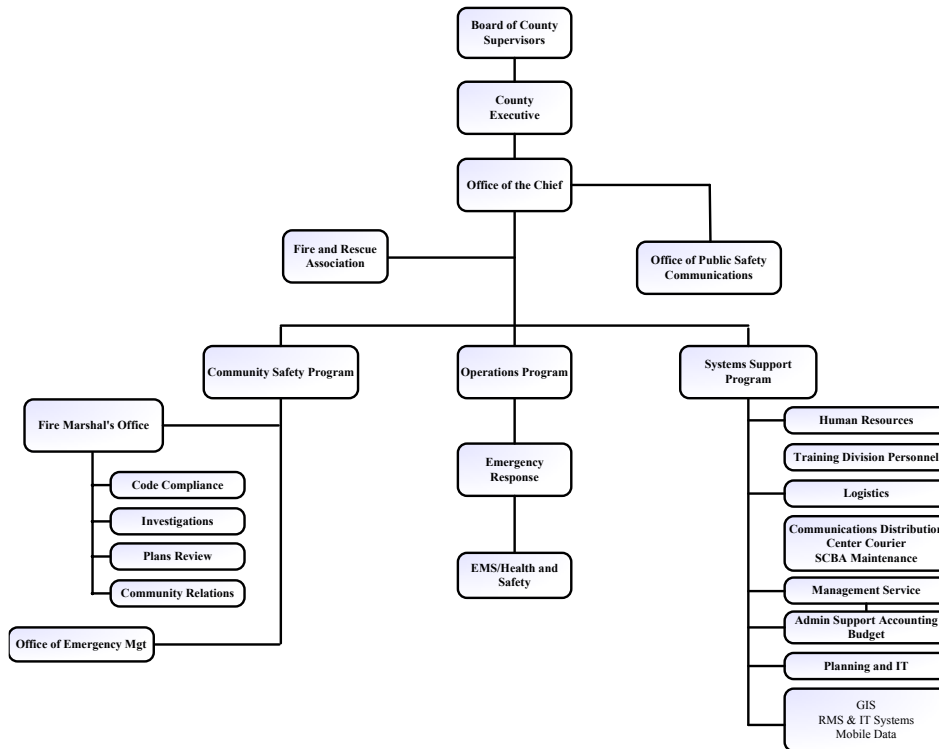 Board of County
Supervisors
County
Executive
Office of the Chief
Fire and Rescue
Association
Office of Public Safety
Communications
Community Safety Program
Operations Program
Systems Support
Program
Fire Marshal's Office
Code Compliance
Investigations
Plans Review
Community Relations
Office of Emergency Mgt
Emergency
Response
EMS/Health and
Safety
Human Resources
Training Division Personnel
Logistics
Communications Distribution
Center Courier
SCBA Maintenance
Management Service
Admin Support Accounting
Budget
Planning and IT
GIS
RMS & IT Systems
Mobile Data